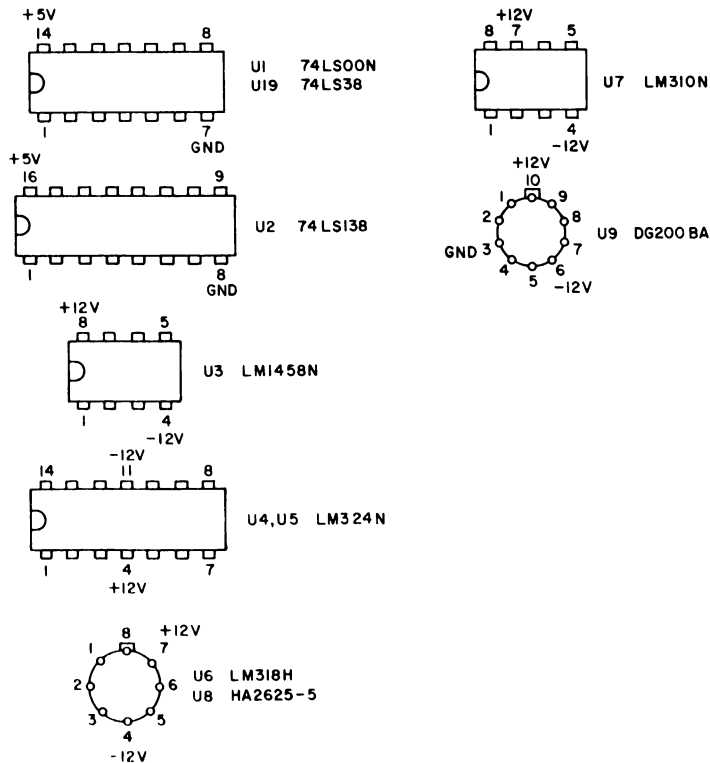 +5V
14 8
U1 74LS00N
U19 74LS38
1 7
GND
+5V
16 9
U2 74LS138
1 8
GND
+12V
8 5
U3 LM1458N
1 4
-12V
-12V
14 11 8
U4,U5 LM324N
1 4 7
+12V
8 +12V
1 7
2 6
U6 LM318H
U8 HA2625-5
3 5
4
-12V
+12V
8 7 5
U7 LM310N
1 4
-12V
+12V
10
1 9
2 8
U9 DG200BA
GND 3 7
4 6
5 -12V